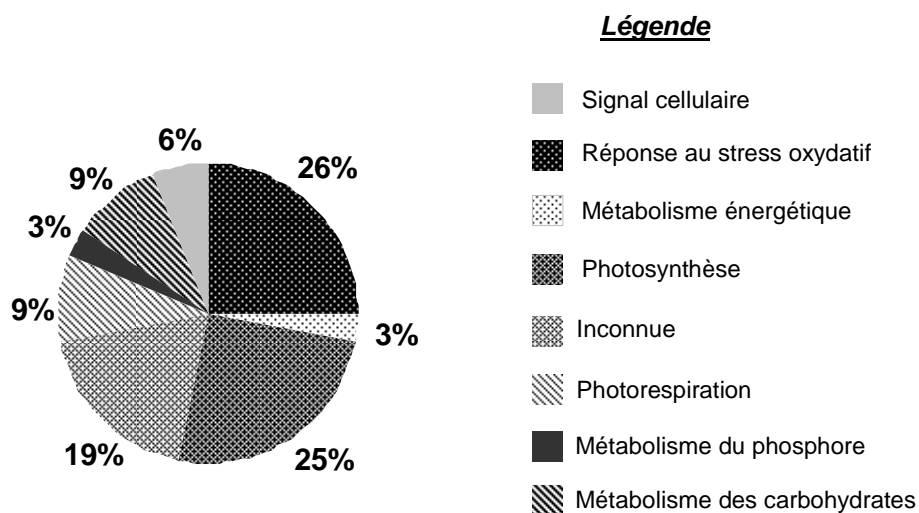 Légende
Signal cellulaire
Réponse au stress oxydatif
Métabolisme énergétique
Photosynthèse
Inconnue
Photorespiration
Métabolisme du phosphore
Métabolisme des carbohydrates
6%
26%
9%
3%
9%
3%
19%
25%